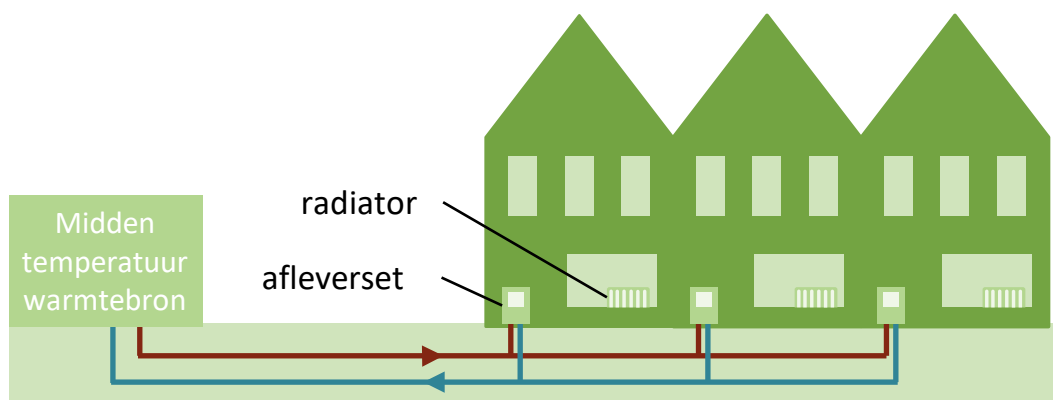 radiator
Midden
temperatuur
warmtebron
afleverset